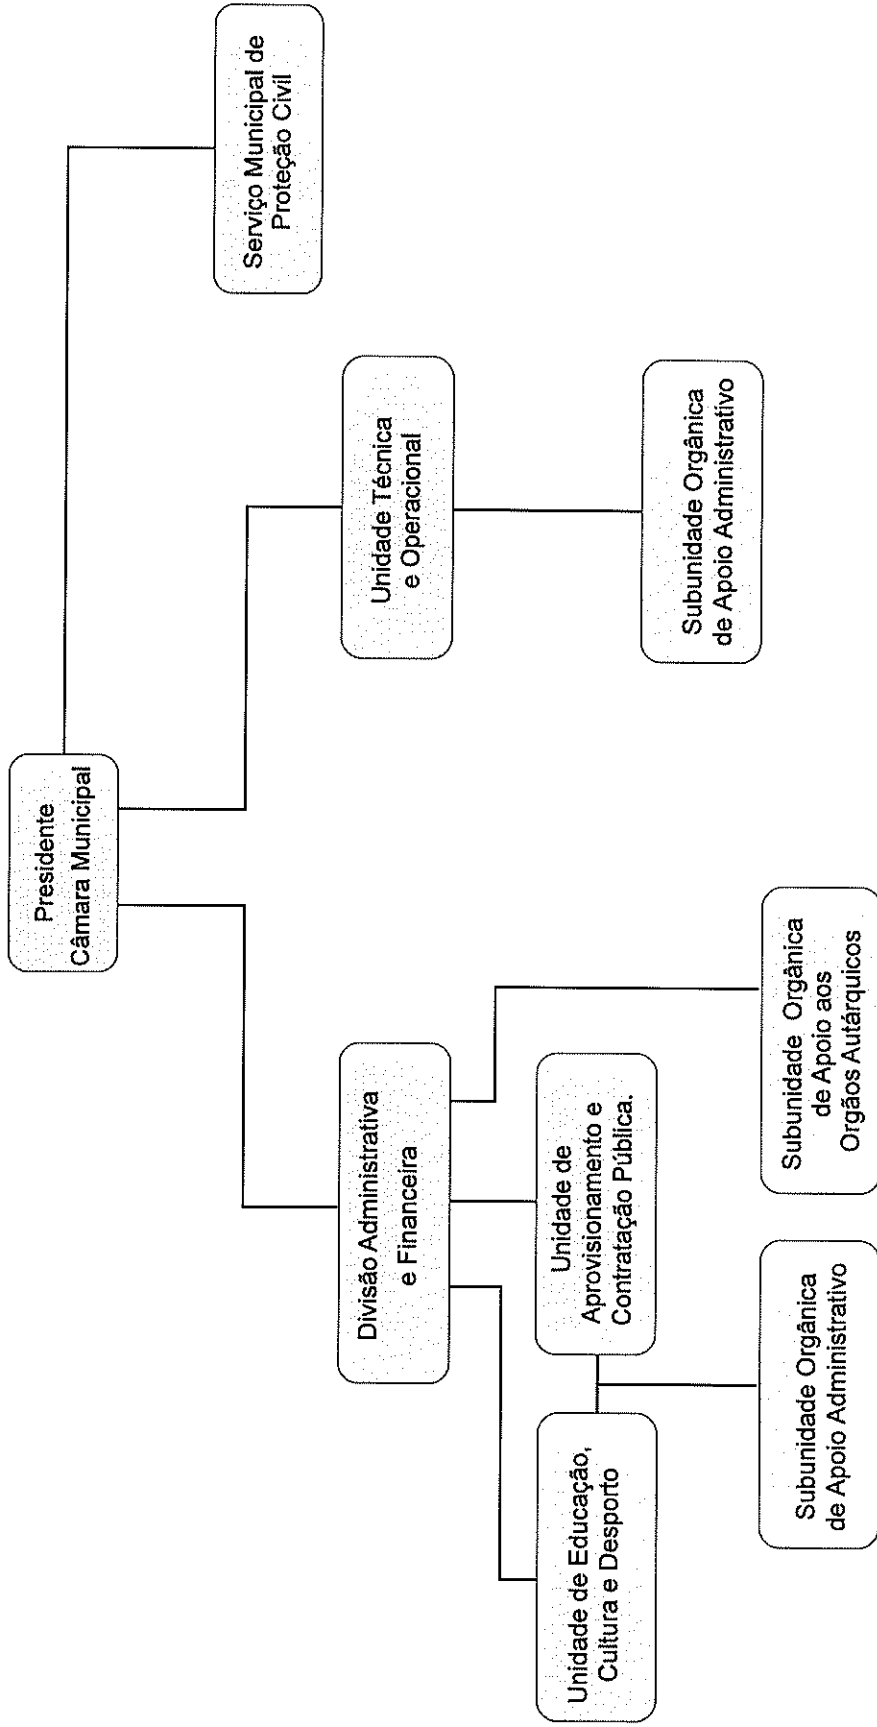 Presidente
Câmara Municipal
Serviço Municipal de
Proteção Civil
Divisão Administrativa
e Financeira
Unidade Técnica
e Operacional
Unidade de Educação,
Cultura e Desporto
Unidade de
Aprovisionamento e
Contratação Pública.
Subunidade Orgânica
de Apoio Administrativo
Subunidade Orgânica
de Apoio Administrativo
Subunidade Orgânica
de Apoio aos
Orgãos Autárquicos